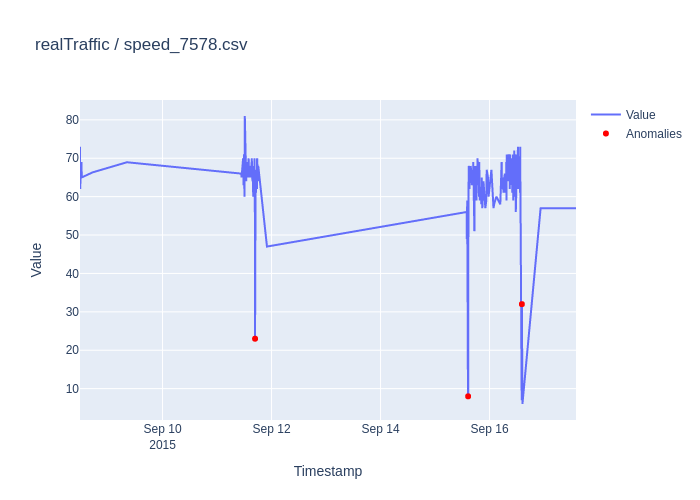 realTraffic / speed_7578.csv
Value
Anomalies
80
70
60
50
40
30
20
10
Value
Sep 10
2015
Sep 12
Sep 14
Sep 16
Timestamp